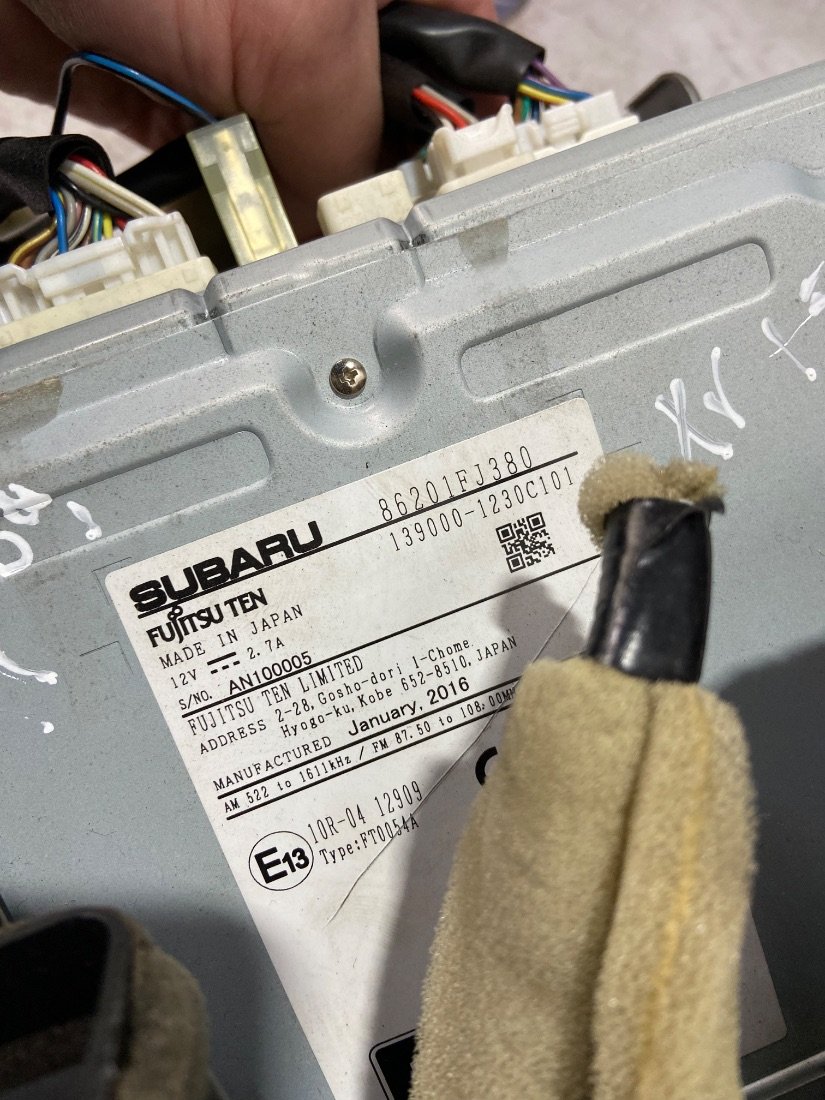 86201FJ380
SUBARU
139000-1230C101
FUJITSU TEN
MADE IN JAPAN
12V 2.7A
S/NO. AN100005
FUJITSU TEN LIMITED
ADDRESS 2-28, Gosho-dori 1-Chome,
Hyogo-ku, Kobe 652-8510, JAPAN
MANUFACTURED January, 2016
AM 522 to 1611kHz / FM 87.50 to 108.00MHz
E13
10R-04 12909
Type:FT0054A
XV